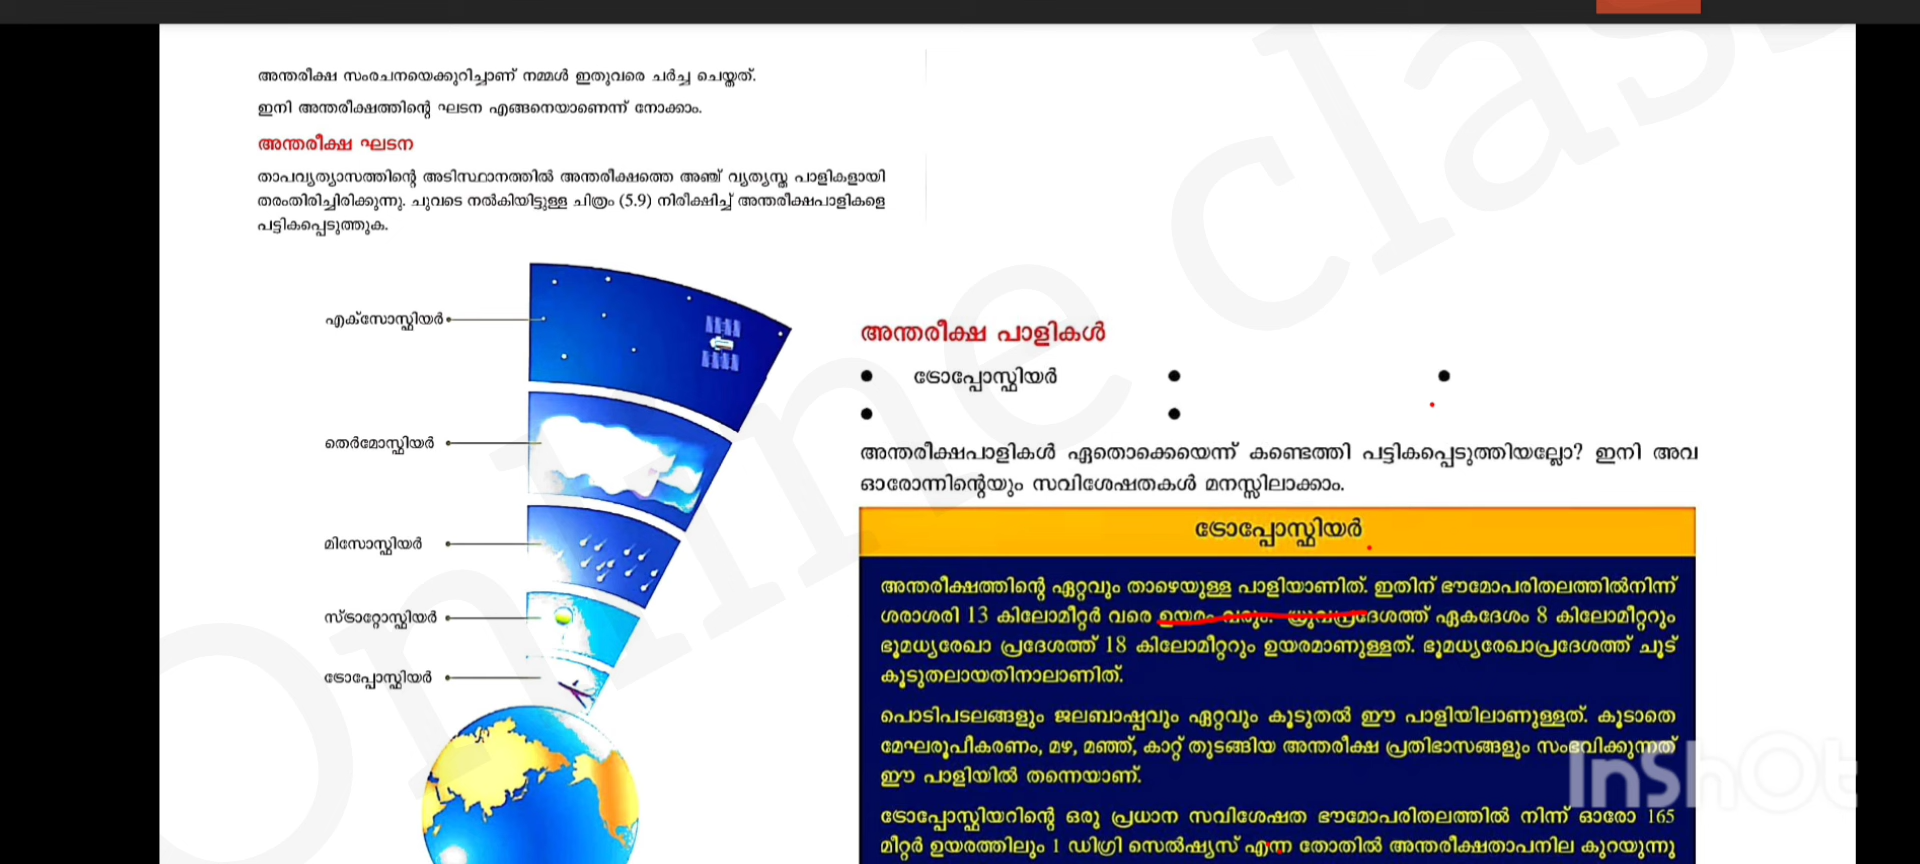 അന്തരീക്ഷ സംരചനയെക്കുറിച്ചാണ് നമ്മൾ ഇതുവരെ ചർച്ച ചെയ്തത്.
ഇനി അന്തരീക്ഷത്തിന്റെ ഘടന എങ്ങനെയാണെന്ന് നോക്കാം.
അന്തരീക്ഷ ഘടന
താപവ്യത്യാസത്തിന്റെ അടിസ്ഥാനത്തിൽ അന്തരീക്ഷത്തെ അഞ്ച് വ്യത്യസ്ത പാളികളായി
തരംതിരിച്ചിരിക്കുന്നു. ചുവടെ നൽകിയിട്ടുള്ള ചിത്രം (5.9) നിരീക്ഷിച്ച് അന്തരീക്ഷപാളികളെ
പട്ടികപ്പെടുത്തുക.
എക്സോസ്ഫിയർ
തെർമോസ്ഫിയർ
മിസോസ്ഫിയർ
സ്ട്രാറ്റോസ്ഫിയർ
ട്രോപ്പോസ്ഫിയർ
അന്തരീക്ഷ പാളികൾ
• ട്രോപ്പോസ്ഫിയർ • •
• •
അന്തരീക്ഷപാളികൾ ഏതൊക്കെയെന്ന് കണ്ടെത്തി പട്ടികപ്പെടുത്തിയല്ലോ? ഇനി അവ
ഓരോന്നിന്റെയും സവിശേഷതകൾ മനസ്സിലാക്കാം.
ട്രോപ്പോസ്ഫിയർ
അന്തരീക്ഷത്തിന്റെ ഏറ്റവും താഴെയുള്ള പാളിയാണിത്. ഇതിന് ഭൗമോപരിതലത്തിൽനിന്ന്
ശരാശരി 13 കിലോമീറ്റർ വരെ ഉയരം വരും. ധ്രുവപ്രദേശത്ത് ഏകദേശം 8 കിലോമീറ്ററും
ഭൂമധ്യരേഖാ പ്രദേശത്ത് 18 കിലോമീറ്ററും ഉയരമാണുള്ളത്. ഭൂമധ്യരേഖാപ്രദേശത്ത് ചൂട്
കൂടുതലായതിനാലാണിത്.
പൊടിപടലങ്ങളും ജലബാഷ്പവും ഏറ്റവും കൂടുതൽ ഈ പാളിയിലാണുള്ളത്. കൂടാതെ
മേഘരൂപീകരണം, മഴ, മഞ്ഞ്, കാറ്റ് തുടങ്ങിയ അന്തരീക്ഷ പ്രതിഭാസങ്ങളും സംഭവിക്കുന്നത്
ഈ പാളിയിൽ തന്നെയാണ്.
ട്രോപ്പോസ്ഫിയറിന്റെ ഒരു പ്രധാന സവിശേഷത ഭൗമോപരിതലത്തിൽ നിന്ന് ഓരോ 165
മീറ്റർ ഉയരത്തിലും 1 ഡിഗ്രി സെൽഷ്യസ് എന്ന തോതിൽ അന്തരീക്ഷതാപനില കുറയുന്നു
Online class
InShOt